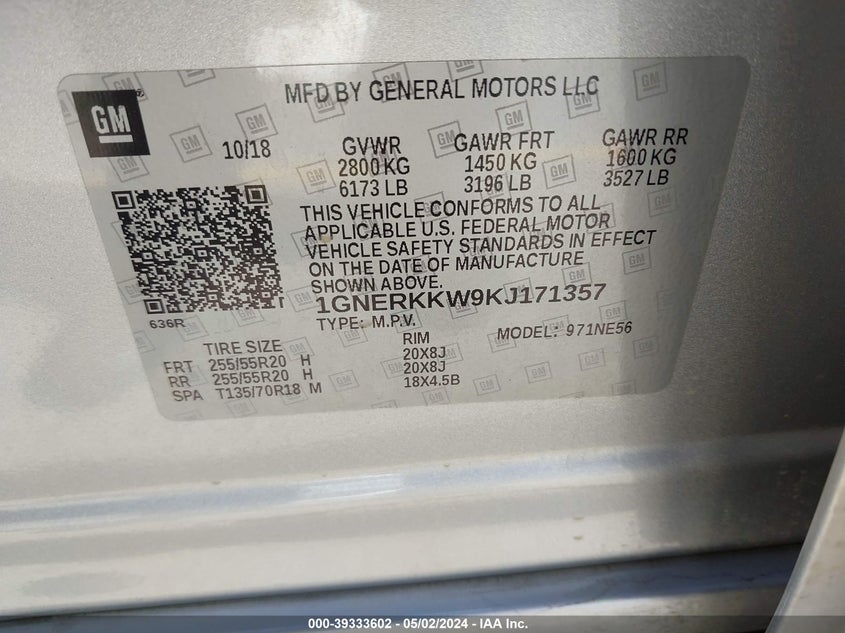 MFD BY GENERAL MOTORS LLC
GM®
10/18 GVWR GAWR FRT GAWR RR
2800 KG 1450 KG 1600 KG
6173 LB 3196 LB 3527 LB
THIS VEHICLE CONFORMS TO ALL
APPLICABLE U.S. FEDERAL MOTOR
VEHICLE SAFETY STANDARDS IN EFFECT
ON THE DATE OF MANUFACTURE
SHOWN ABOVE.
1GNERKKW9KJ171357
636R
TYPE: M.P.V. MODEL: 971NE56
TIRE SIZE RIM
FRT 255/55R20 H 20X8J
RR 255/55R20 H 20X8J
SPA T135/70R18 M 18X4.5B
000-39333602 - 05/02/2024 - IAA Inc.